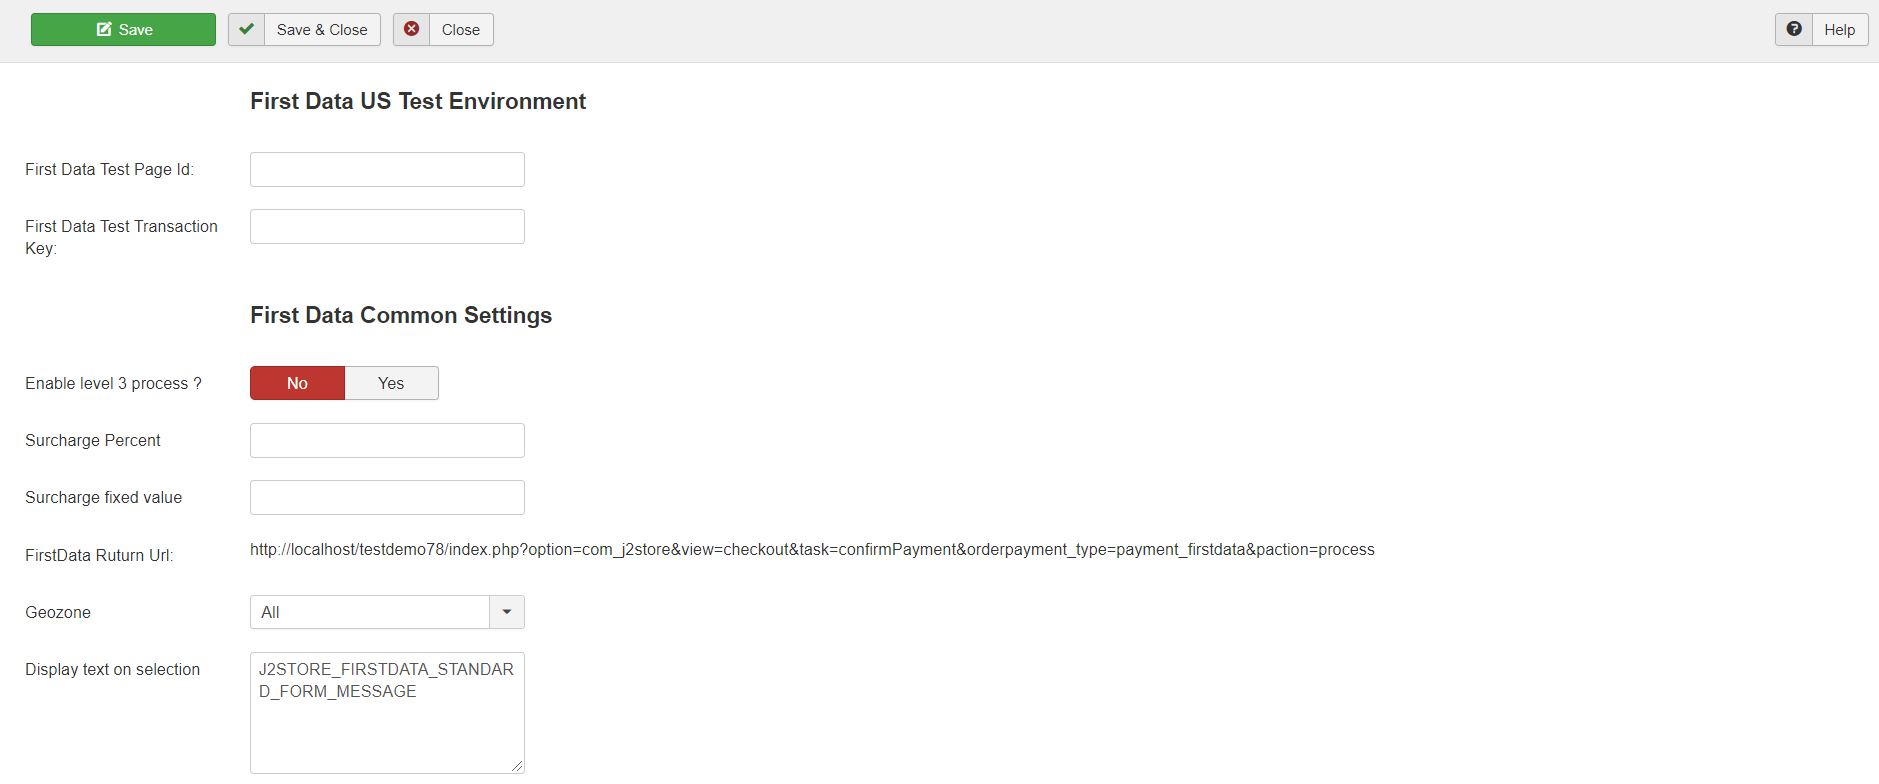 Save
Save & Close
Close
Help
First Data US Test Environment
First Data Test Page Id:
First Data Test Transaction
Key:
First Data Common Settings
Enable level 3 process ?
No
Yes
Surcharge Percent
Surcharge fixed value
FirstData Ruturn Url:
http://localhost/testdemo78/index.php?option=com_j2store&view=checkout&task=confirmPayment&orderpayment_type=payment_firstdata&paction=process
Geozone
All
Display text on selection
J2STORE_FIRSTDATA_STANDAR
D_FORM_MESSAGE